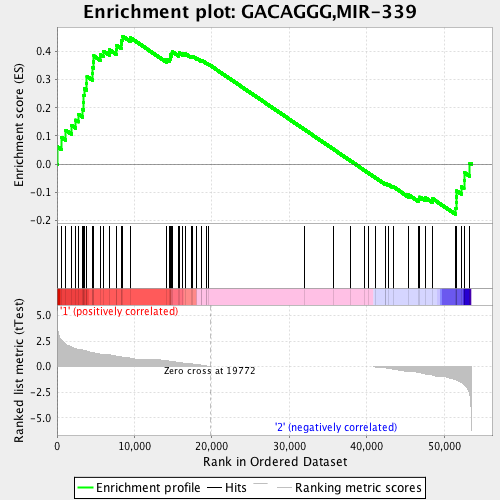 Enrichment plot: GACAGGG,MIR-339
Enrichment score (ES)
0.4
0.3
0.2
0.1
0.0
-0.1
-0.2
'1' (positively correlated)
Ranked list metric (tTest)
5.0
2.5
0.0
-2.5
-5.0
Zero cross at 19772
'2' (negatively correlated)
0
10,000
20,000
30,000
40,000
50,000
Rank in Ordered Dataset
Enrichment profile
Hits
Ranking metric scores